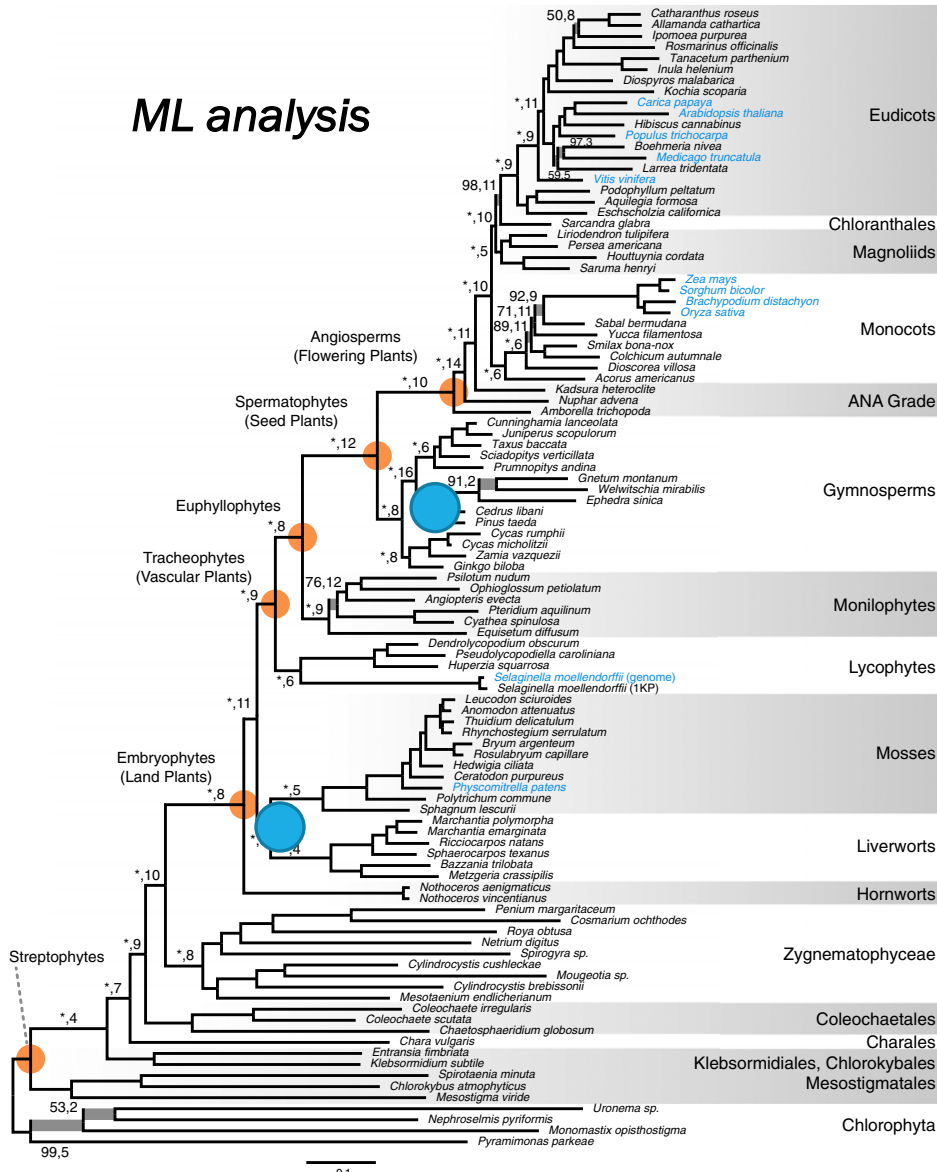 ML analysis
50,8
Catharanthus roseus
Allamanda cathartica
Ipomoea purpurea
Rosmarinus officinalis
Tanacetum parthenium
Inula helenium
Diospyros malabarica
Kochia scoparia
*,11
Carica papaya
Arabidopsis thaliana
Hibiscus cannabinus
Populus trichocarpa
*,9
97,3
Boehmeria nivea
Medicago truncatula
Larrea tridentata
59,5
Vitis vinifera
*,9
98,11
Podophyllum peltatum
Aquilegia formosa
Eschscholzia californica
Eudicots
*,10
Sarcandra glabra
Chloranthales
*,5
Liriodendron tulipifera
Persea americana
Houttuynia cordata
Saruma henryi
Magnoliids
*,10
92,9
71,11
89,11
*,6
*,6
Zea mays
Sorghum bicolor
Brachypodium distachyon
Oryza sativa
Sabal bermudana
Yucca filamentosa
Smilax bona-nox
Colchicum autumnale
Dioscorea villosa
Acorus americanus
Monocots
Angiosperms
(Flowering Plants)
*,11
*,14
*,10
Kadsura heteroclite
Nuphar advena
Amborella trichopoda
ANA Grade
Spermatophytes
(Seed Plants)
*,12
*,6
*,16
91,2
*,8
*,8
Cunninghamia lanceolata
Juniperus scopulorum
Taxus baccata
Sciadopitys verticillata
Prumnopitys andina
Gnetum montanum
Welwitschia mirabilis
Ephedra sinica
Cedrus libani
Pinus taeda
Cycas rumphii
Cycas micholitzii
Zamia vazquezii
Ginkgo biloba
Gymnosperms
Euphyllophytes
*,8
Tracheophytes
(Vascular Plants)
*,9
76,12
*,9
Psilotum nudum
Ophioglossum petiolatum
Angiopteris evecta
Pteridium aquilinum
Cyathea spinulosa
Equisetum diffusum
Monilophytes
*,6
Dendrolycopodium obscurum
Pseudolycopodiella caroliniana
Huperzia squarrosa
Selaginella moellendorffii (genome)
Selaginella moellendorffii (1KP)
Lycophytes
*,11
Embryophytes
(Land Plants)
*,8
*,5
Leucodon sciuroides
Anomodon attenuatus
Thuidium delicatulum
Rhynchostegium serrulatum
Bryum argenteum
Rosulabryum capillare
Hedwigia ciliata
Ceratodon purpureus
Physcomitrella patens
Polytrichum commune
Sphagnum lescurii
Mosses
*,
,4
Marchantia polymorpha
Marchantia emarginata
Ricciocarpos natans
Sphaerocarpos texanus
Bazzania trilobata
Metzgeria crassipilis
Liverworts
Nothoceros aenigmaticus
Nothoceros vincentianus
Hornworts
*,10
*,8
Penium margaritaceum
Cosmarium ochthodes
Roya obtusa
Netrium digitus
Spirogyra sp.
Cylindrocystis cushleckae
Mougeotia sp.
Cylindrocystis brebissonii
Mesotaenium endlicherianum
Zygnematophyceae
*,9
Streptophytes
*,7
Coleochaete irregularis
Coleochaete scutata
Chaetosphaeridium globosum
Coleochaetales
*,4
Chara vulgaris
Charales
Entransia fimbriata
Klebsormidium subtile
Spirotaenia minuta
Chlorokybus atmophyticus
Mesostigma viride
Klebsormidiales, Chlorokybales
Mesostigmatales
53,2
Uronema sp.
Nephroselmis pyriformis
Monomastix opisthostigma
Pyramimonas parkeae
Chlorophyta
99,5